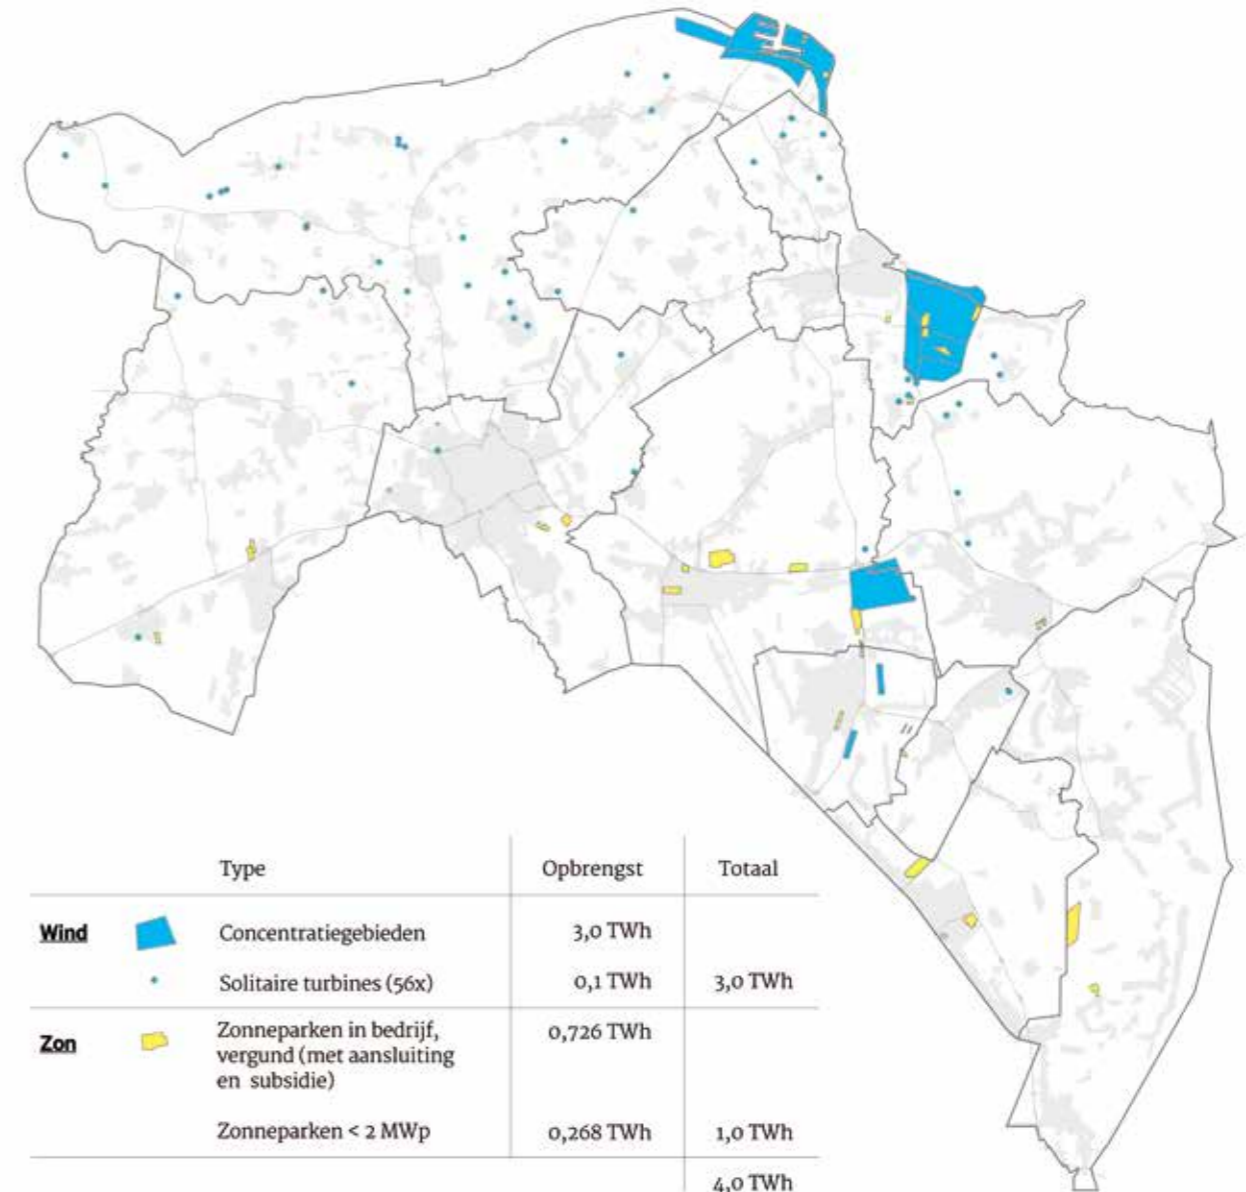 Type Opbrengst Totaal
Wind Concentratiegebieden 3,0 TWh
Solitaire turbines (56x) 0,1 TWh 3,0 TWh
Zon Zonneparken in bedrijf, 0,726 TWh
vergund (met aansluiting
en subsidie)
Zonneparken < 2 MWp 0,268 TWh 1,0 TWh
4,0 TWh